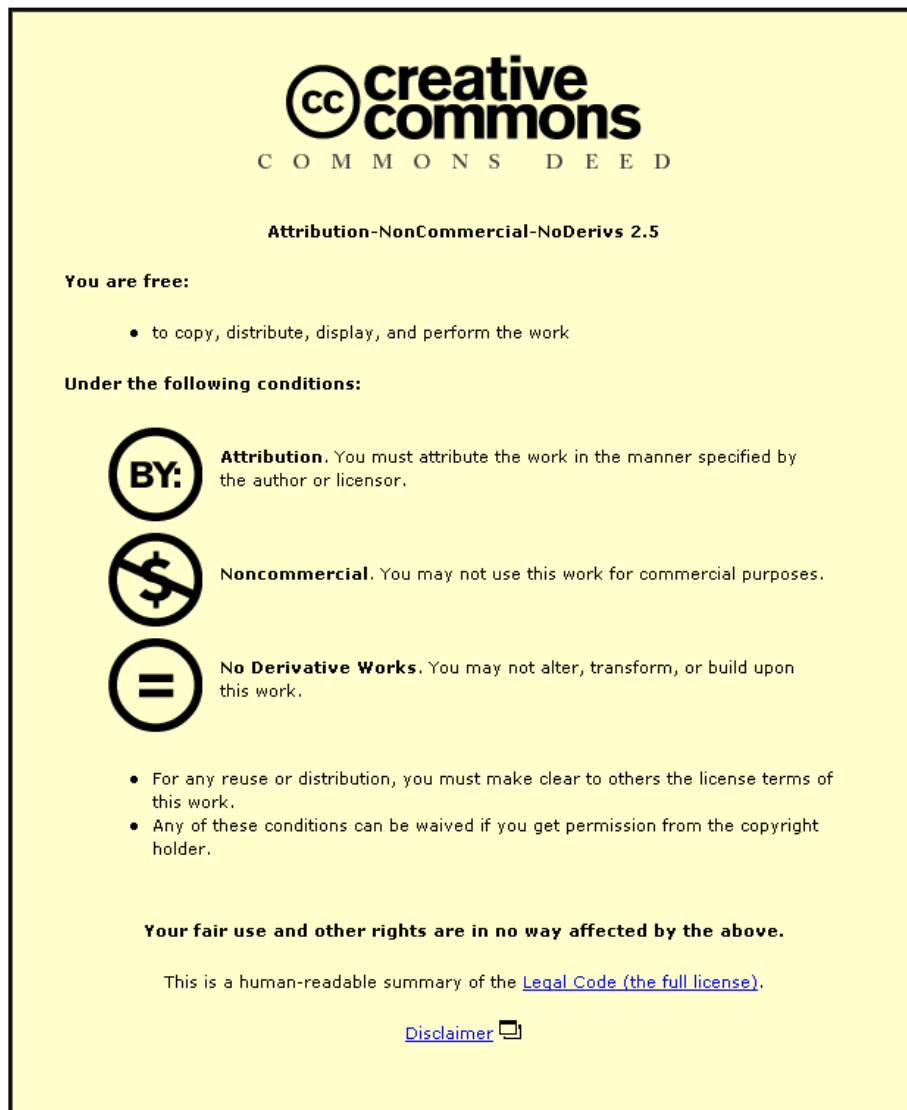 cc creative
commons
COMMONS DEED
Attribution-NonCommercial-NoDerivs 2.5
You are free:
• to copy, distribute, display, and perform the work
Under the following conditions:
BY:
Attribution. You must attribute the work in the manner specified by
the author or licensor.
$
Noncommercial. You may not use this work for commercial purposes.
=
No Derivative Works. You may not alter, transform, or build upon
this work.
• For any reuse or distribution, you must make clear to others the license terms of
this work.
• Any of these conditions can be waived if you get permission from the copyright
holder.
Your fair use and other rights are in no way affected by the above.
This is a human-readable summary of the Legal Code (the full license).
Disclaimer